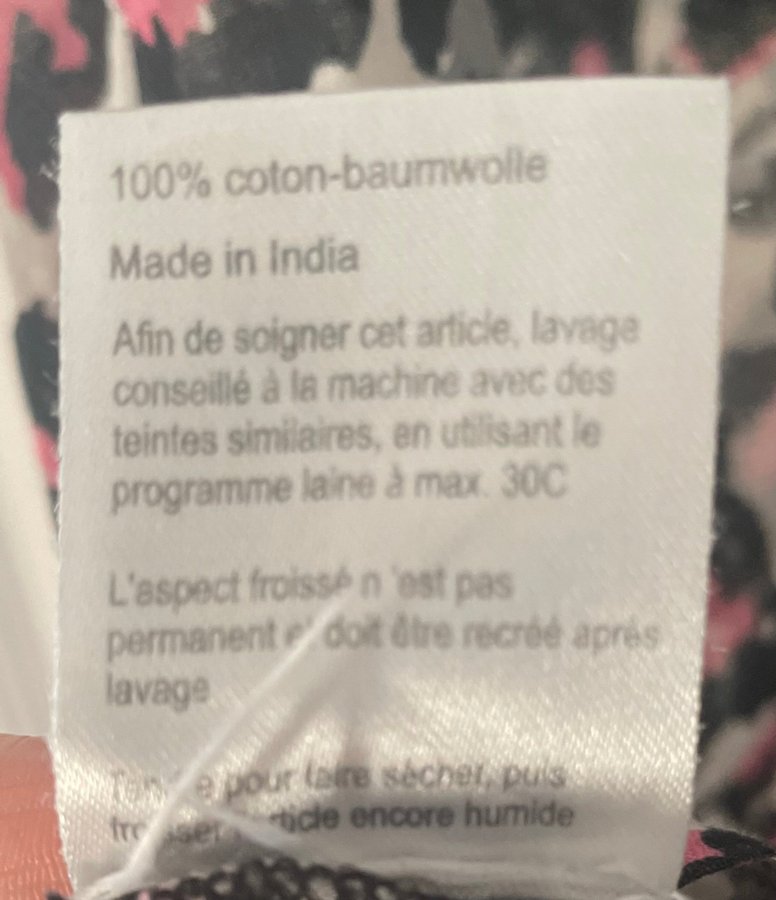 100% coton-baumwolle
Made in India
Afin de soigner cet article, lavage
conseillé à la machine avec des
teintes similaires, en utilisant le
programme laine à max. 30C
L'aspect froissé n 'est pas
permanent et doit être recréé après
lavage
pour faire sécher, puis
encore humide